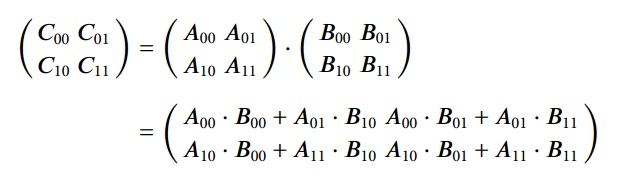 ( C₀₀ C₀₁ ) = ( A₀₀ A₀₁ ) · ( B₀₀ B₀₁ )
( C₁₀ C₁₁ ) ( A₁₀ A₁₁ ) ( B₁₀ B₁₁ )
= ( A₀₀ · B₀₀ + A₀₁ · B₁₀ A₀₀ · B₀₁ + A₀₁ · B₁₁ )
( A₁₀ · B₀₀ + A₁₁ · B₁₀ A₁₀ · B₀₁ + A₁₁ · B₁₁ )